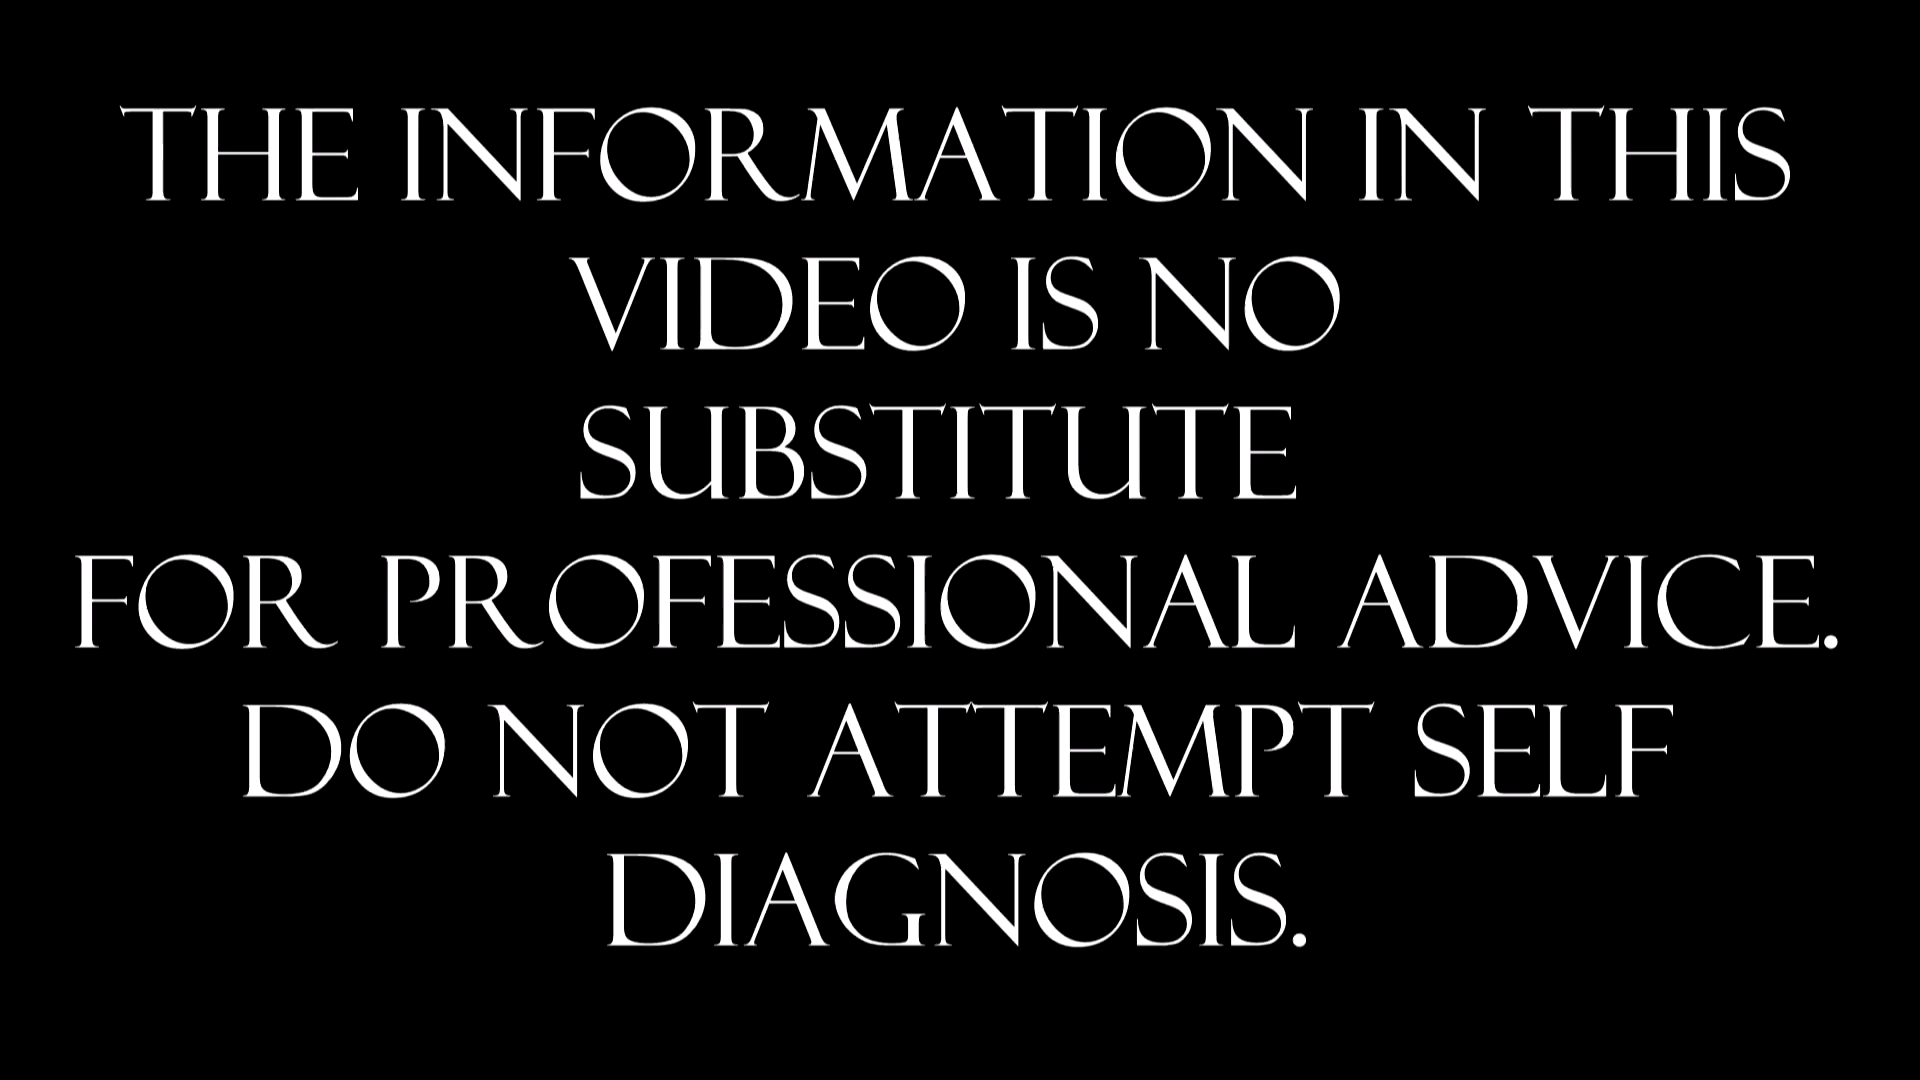 THE INFORMATION IN THIS
VIDEO IS NO
SUBSTITUTE
FOR PROFESSIONAL ADVICE.
DO NOT ATTEMPT SELF
DIAGNOSIS.